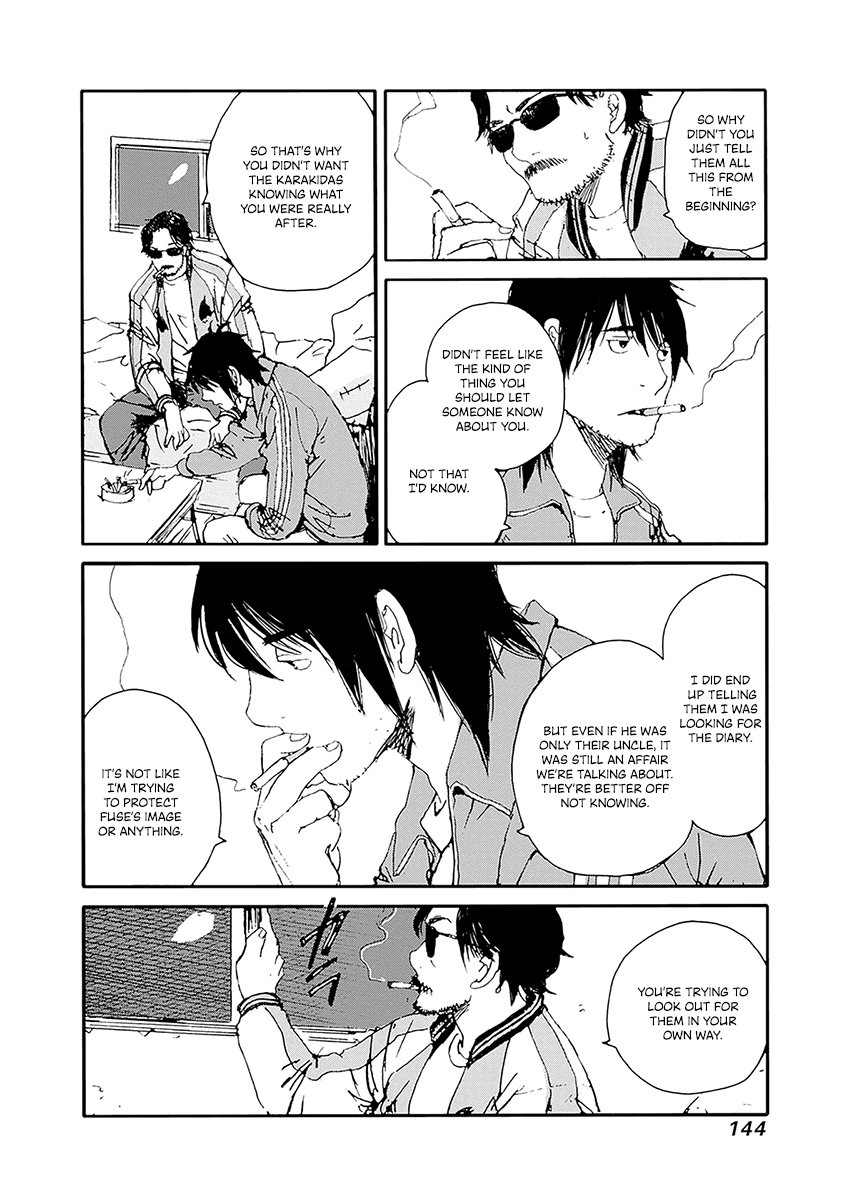 SO WHY
DIDN'T YOU
JUST TELL
THEM ALL
THIS FROM
THE
BEGINNING?
SO THAT'S WHY
YOU DIDN'T WANT
THE KARAKIDAS
KNOWING WHAT
YOU WERE REALLY
AFTER.
DIDN'T FEEL LIKE
THE KIND OF
THING YOU
SHOULD LET
SOMEONE KNOW
ABOUT YOU.
NOT THAT
I'D KNOW.
I DID END
UP TELLING
THEM I WAS
LOOKING FOR
THE DIARY.
BUT EVEN IF HE WAS
ONLY THEIR UNCLE, IT
WAS STILL AN AFFAIR
WE'RE TALKING ABOUT.
THEY'RE BETTER OFF
NOT KNOWING.
IT'S NOT LIKE
I'M TRYING
TO PROTECT
FUSE'S IMAGE
OR ANYTHING.
YOU'RE TRYING TO
LOOK OUT FOR
THEM IN YOUR
OWN WAY.
144